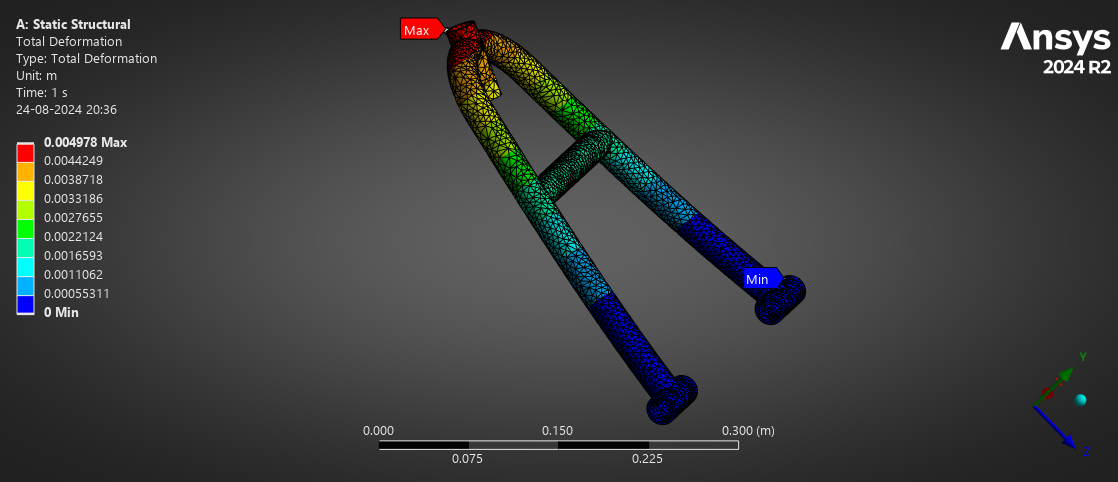 A: Static Structural
Total Deformation
Type: Total Deformation
Unit: m
Time: 1 s
24-08-2024 20:36
0.004978 Max
0.0044249
0.0038718
0.0033186
0.0027655
0.0022124
0.0016593
0.0011062
0.00055311
0 Min
Max
Min
Ansys
2024 R2
0.000
0.150
0.300 (m)
0.075
0.225
Y
Z